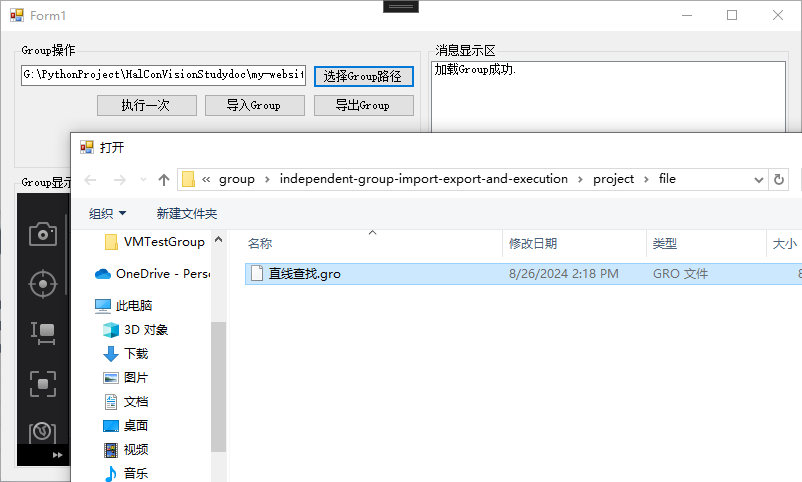 Form1
Group操作
消息显示区
G:\PythonProject\HalConVisionStudydoc\my-websi
选择Group路径
加载Group成功.
执行一次
导入Group
导出Group
打开
Group显示
« group › independent-group-import-export-and-execution › project › file
组织
新建文件夹
VMTestGroup
名称
修改日期
类型
大小
OneDrive - Pers
直线查找.gro
8/26/2024 2:18 PM
GRO 文件
此电脑
3D 对象
下载
图片
文档
桌面
视频
音乐